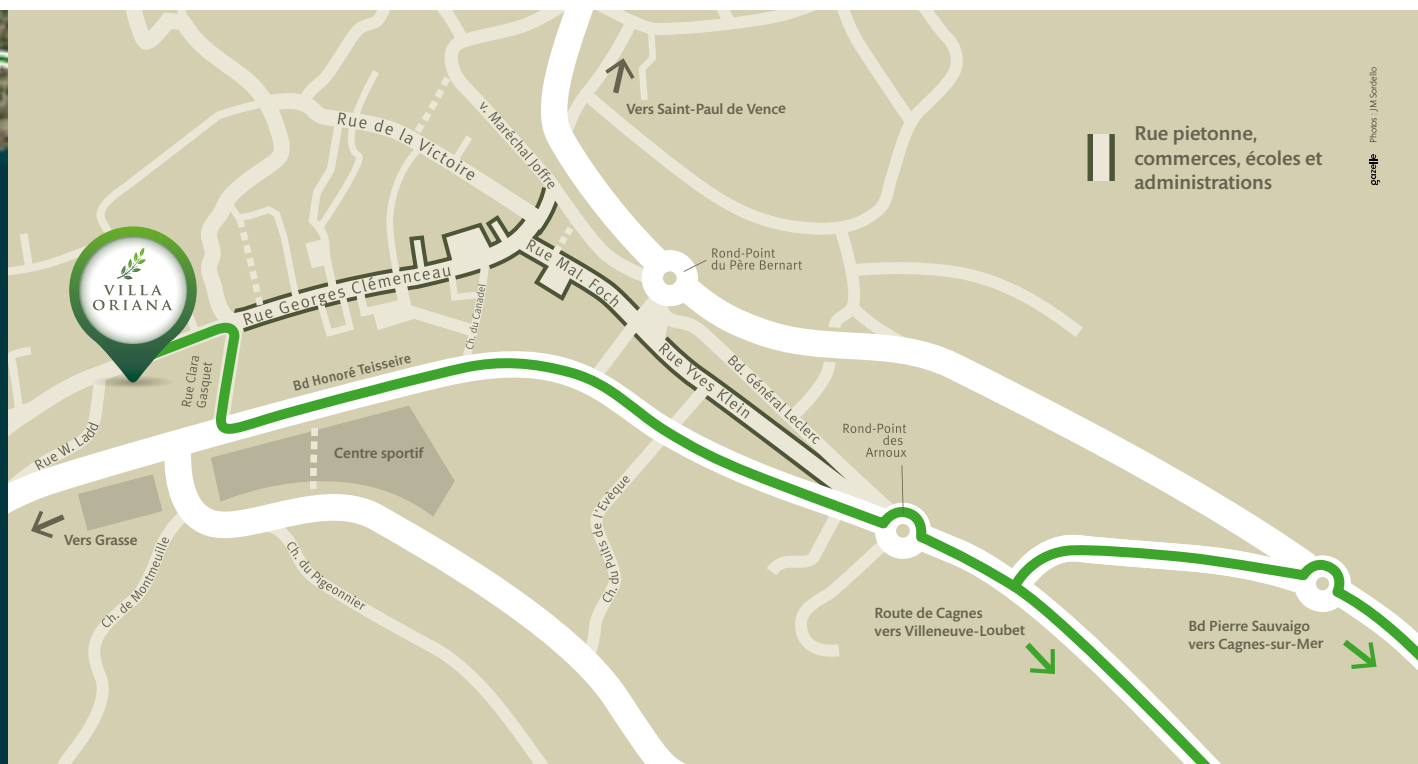 Vers Saint-Paul de Vence
v. Maréchal Joffre
Rue de la Victoire
Rue pietonne,
commerces, écoles et
administrations
gazelle Photos : J.M Sordello
VILLA
ORIANA
Rue Georges Clémenceau
Rue Mal. Foch
Rond-Point
du Père Bernart
Ch. du Canadel
Rue Clara
Gasquet
Bd Honoré Teisseire
Rue Yves Klein
Bd. Général Leclerc
Rue W. Ladd
Centre sportif
Rond-Point
des
Arnoux
Vers Grasse
Ch. de Montmeuille
Ch. du Pigeonnier
Ch. du Puits de l'Evèque
Route de Cagnes
vers Villeneuve-Loubet
Bd Pierre Sauvaigo
vers Cagnes-sur-Mer